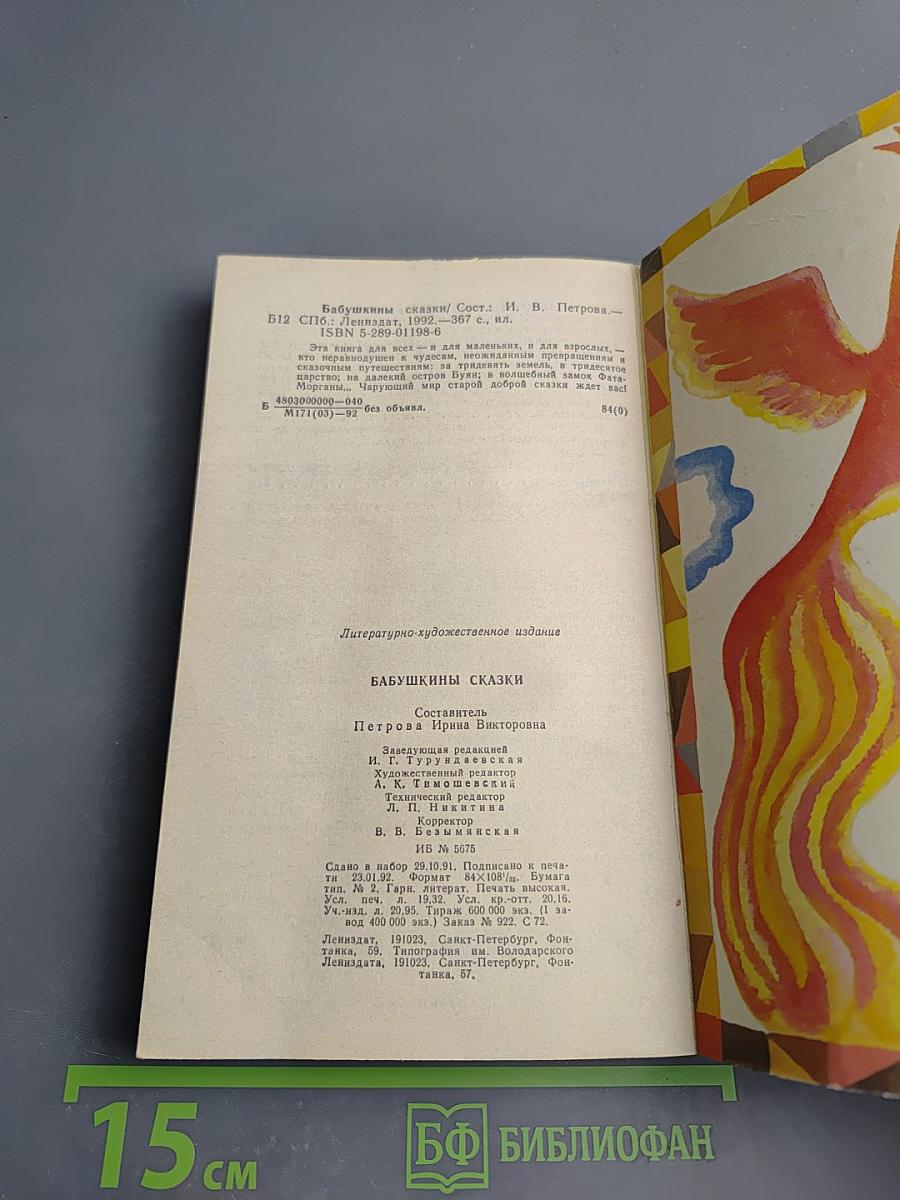 Бабушкины сказки/ Сост.: И. В. Петрова.—
Б12 СПб.: Лениздат, 1992.—367 с., ил.
ISBN 5-289-01198-6
Эта книга для всех — и для маленьких, и для взрослых, —
кто неравнодушен к чудесам, неожиданным превращениям и
сказочным путешествиям: за тридевять земель, в тридесятое
царство; на далекий остров Буян; в волшебный замок Фата-
Морганы... Чарующий мир старой доброй сказки ждет вас!
Б 4803000000—040
М171(03)—92 без объявл. 84(0)
Литературно-художественное издание
БАБУШКИНЫ СКАЗКИ
Составитель
Петрова Ирина Викторовна
Заведующая редакцией
И. Г. Турундаевская
Художественный редактор
А. К. Тимошевский
Технический редактор
Л. П. Никитина
Корректор
В. В. Безымянская
ИБ № 5675
Сдано в набор 29.10.91. Подписано к печа-
ти 23.01.92. Формат 84×108¹/₃₂. Бумага
тип. № 2. Гарн. литерат. Печать высокая.
Усл. печ. л. 19,32. Усл. кр.-отт. 20,16.
Уч.-изд. л. 20,95. Тираж 600 000 экз. (I за-
вод 400 000 экз.) Заказ № 922. С 72.
Лениздат, 191023, Санкт-Петербург, Фон-
танка, 59. Типография им. Володарского
Лениздата, 191023, Санкт-Петербург, Фон-
танка, 57.
15 см
БФ БИБЛИОФАН